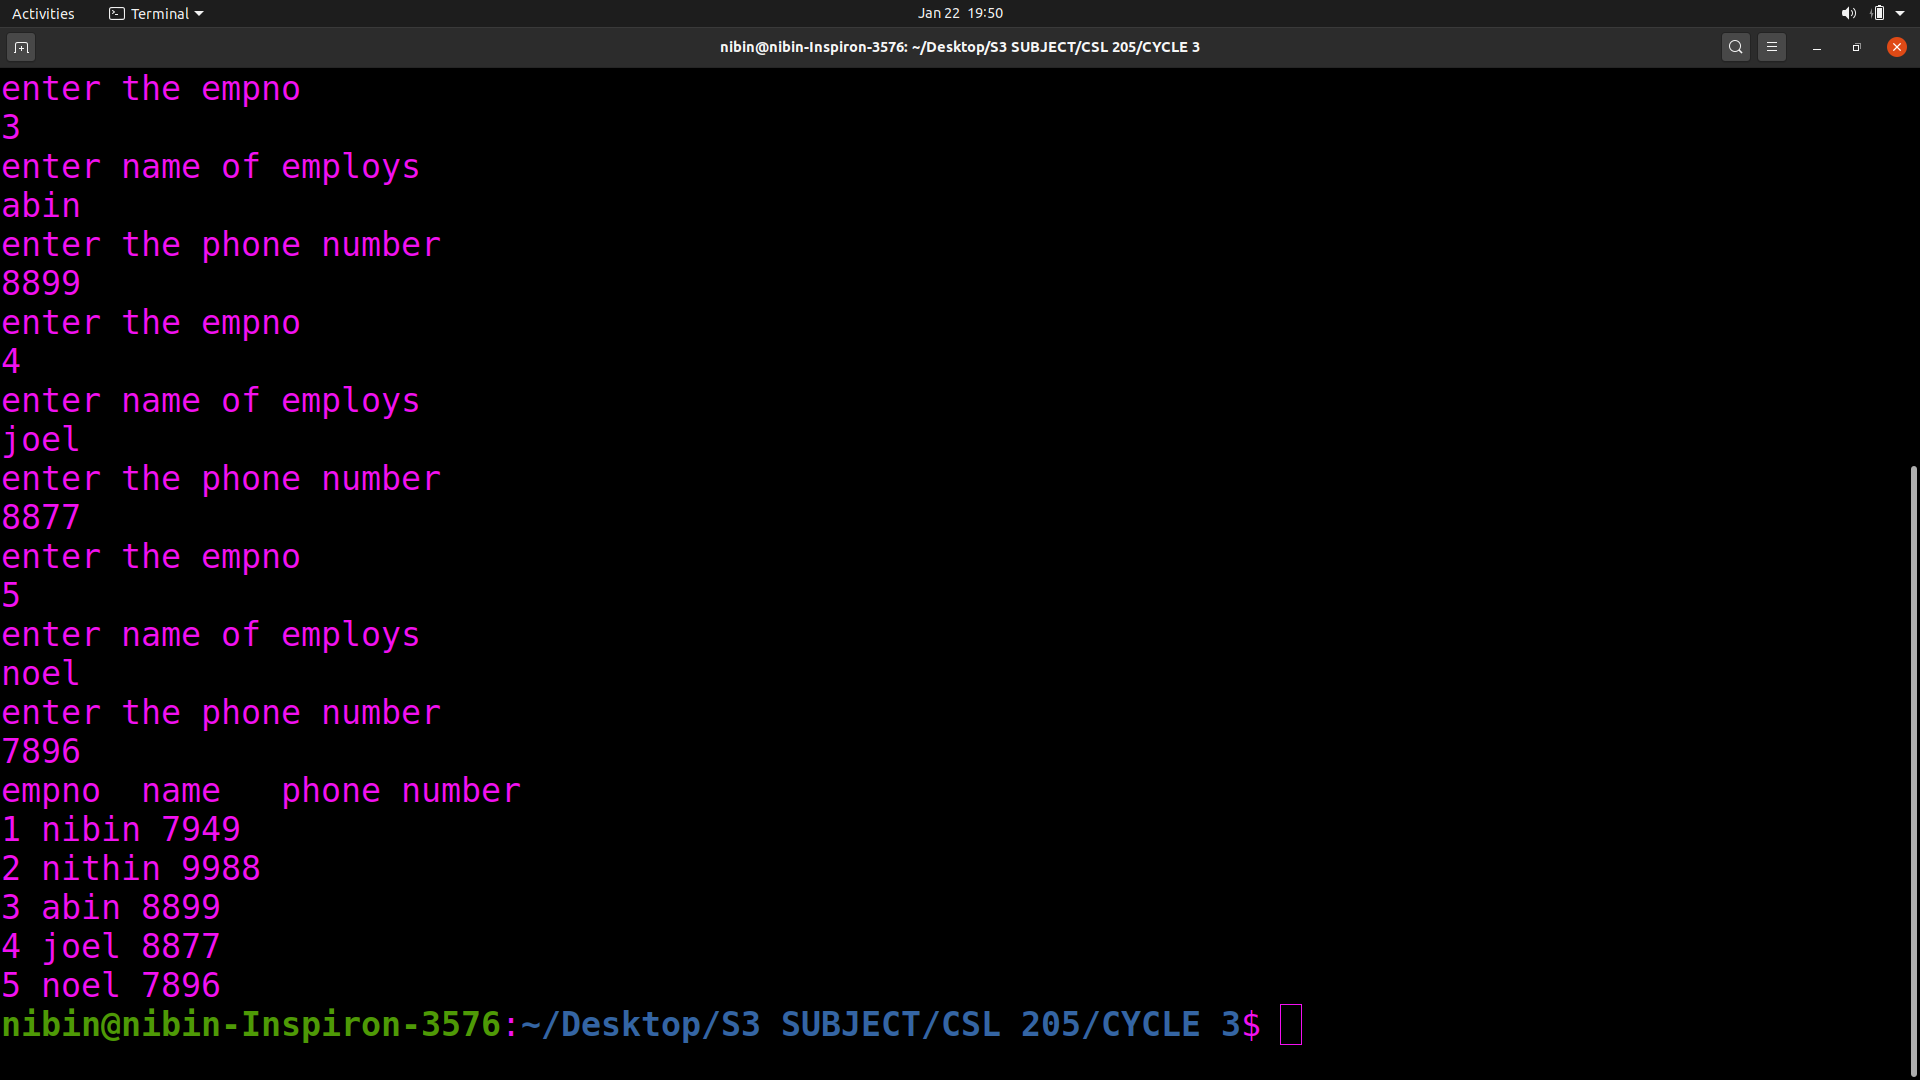 Activities Terminal Jan 22 19:50
nibin@nibin-Inspiron-3576: ~/Desktop/S3 SUBJECT/CSL 205/CYCLE 3
enter the empno
3
enter name of employs
abin
enter the phone number
8899
enter the empno
4
enter name of employs
joel
enter the phone number
8877
enter the empno
5
enter name of employs
noel
enter the phone number
7896
empno  name   phone number
1 nibin 7949
2 nithin 9988
3 abin 8899
4 joel 8877
5 noel 7896
nibin@nibin-Inspiron-3576:~/Desktop/S3 SUBJECT/CSL 205/CYCLE 3$